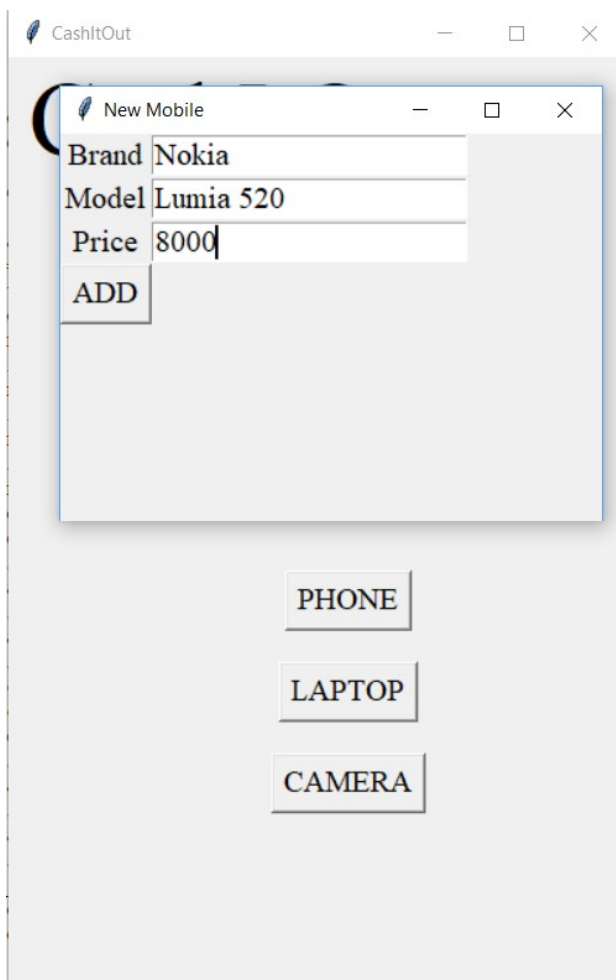 CashItOut
New Mobile
Brand Nokia
Model Lumia 520
Price 8000
ADD
PHONE
LAPTOP
CAMERA